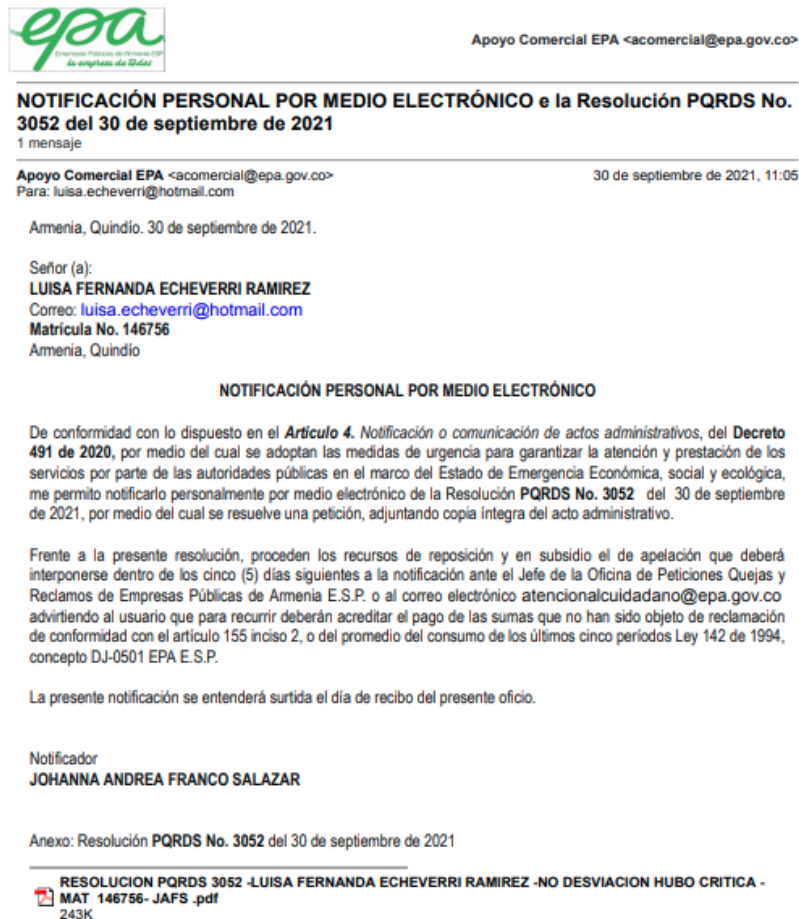 epa
Empresas Públicas de Armenia ESP
la empresa de todos
Apoyo Comercial EPA <acomercial@epa.gov.co>
NOTIFICACIÓN PERSONAL POR MEDIO ELECTRÓNICO e la Resolución PQRDS No.
3052 del 30 de septiembre de 2021
1 mensaje
Apoyo Comercial EPA <acomercial@epa.gov.co> 30 de septiembre de 2021, 11:05
Para: luisa.echeverri@hotmail.com
Armenia, Quindío. 30 de septiembre de 2021.
Señor (a):
LUISA FERNANDA ECHEVERRI RAMIREZ
Correo: luisa.echeverri@hotmail.com
Matrícula No. 146756
Armenia, Quindío
NOTIFICACIÓN PERSONAL POR MEDIO ELECTRÓNICO
De conformidad con lo dispuesto en el Articulo 4. Notificación o comunicación de actos administrativos, del Decreto
491 de 2020, por medio del cual se adoptan las medidas de urgencia para garantizar la atención y prestación de los
servicios por parte de las autoridades públicas en el marco del Estado de Emergencia Económica, social y ecológica,
me permito notificarlo personalmente por medio electrónico de la Resolución PQRDS No. 3052 del 30 de septiembre
de 2021, por medio del cual se resuelve una petición, adjuntando copia íntegra del acto administrativo.
Frente a la presente resolución, proceden los recursos de reposición y en subsidio el de apelación que deberá
interponerse dentro de los cinco (5) días siguientes a la notificación ante el Jefe de la Oficina de Peticiones Quejas y
Reclamos de Empresas Públicas de Armenia E.S.P. o al correo electrónico atencionalcuidadano@epa.gov.co
advirtiendo al usuario que para recurrir deberán acreditar el pago de las sumas que no han sido objeto de reclamación
de conformidad con el artículo 155 inciso 2, o del promedio del consumo de los últimos cinco períodos Ley 142 de 1994,
concepto DJ-0501 EPA E.S.P.
La presente notificación se entenderá surtida el día de recibo del presente oficio.
Notificador
JOHANNA ANDREA FRANCO SALAZAR
Anexo: Resolución PQRDS No. 3052 del 30 de septiembre de 2021
RESOLUCION PQRDS 3052 -LUISA FERNANDA ECHEVERRI RAMIREZ -NO DESVIACION HUBO CRITICA -
MAT 146756- JAFS .pdf
243K